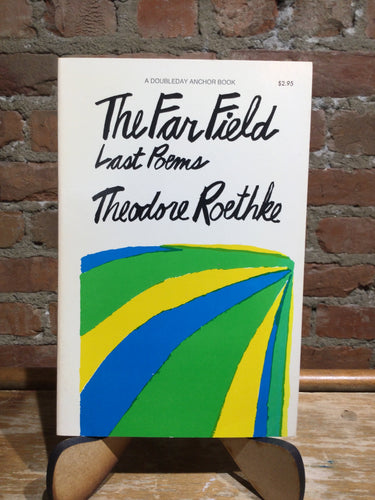 A DOUBLEDAY ANCHOR BOOK $2.95
The Far Field
Last Poems
Theodore Roethke